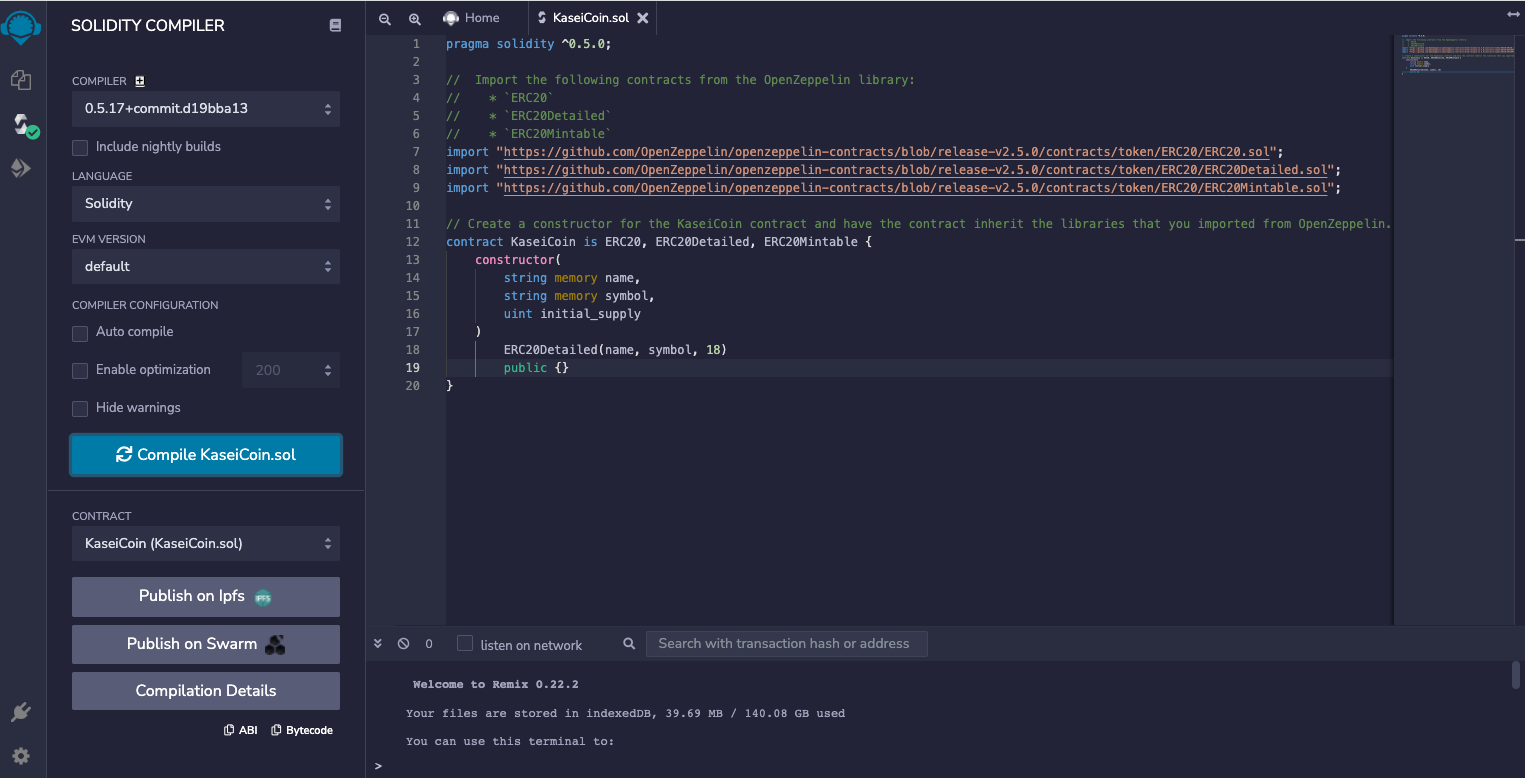 SOLIDITY COMPILER
COMPILER
0.5.17+commit.d19bba13
Include nightly builds
LANGUAGE
Solidity
EVM VERSION
default
COMPILER CONFIGURATION
Auto compile
Enable optimization
200
Hide warnings
Compile KaseiCoin.sol
CONTRACT
KaseiCoin (KaseiCoin.sol)
Publish on Ipfs IPFS
Publish on Swarm
Compilation Details
ABI Bytecode
Home KaseiCoin.sol
1 pragma solidity ^0.5.0;
2
3 //  Import the following contracts from the OpenZeppelin library:
4 //    * `ERC20`
5 //    * `ERC20Detailed`
6 //    * `ERC20Mintable`
7 import "https://github.com/OpenZeppelin/openzeppelin-contracts/blob/release-v2.5.0/contracts/token/ERC20/ERC20.sol";
8 import "https://github.com/OpenZeppelin/openzeppelin-contracts/blob/release-v2.5.0/contracts/token/ERC20/ERC20Detailed.sol";
9 import "https://github.com/OpenZeppelin/openzeppelin-contracts/blob/release-v2.5.0/contracts/token/ERC20/ERC20Mintable.sol";
10
11 // Create a constructor for the KaseiCoin contract and have the contract inherit the libraries that you imported from OpenZeppelin.
12 contract KaseiCoin is ERC20, ERC20Detailed, ERC20Mintable {
13     constructor(
14         string memory name,
15         string memory symbol,
16         uint initial_supply
17     )
18         ERC20Detailed(name, symbol, 18)
19         public {}
20 }
0 listen on network Search with transaction hash or address
Welcome to Remix 0.22.2
Your files are stored in indexedDB, 39.69 MB / 140.08 GB used
You can use this terminal to:
>